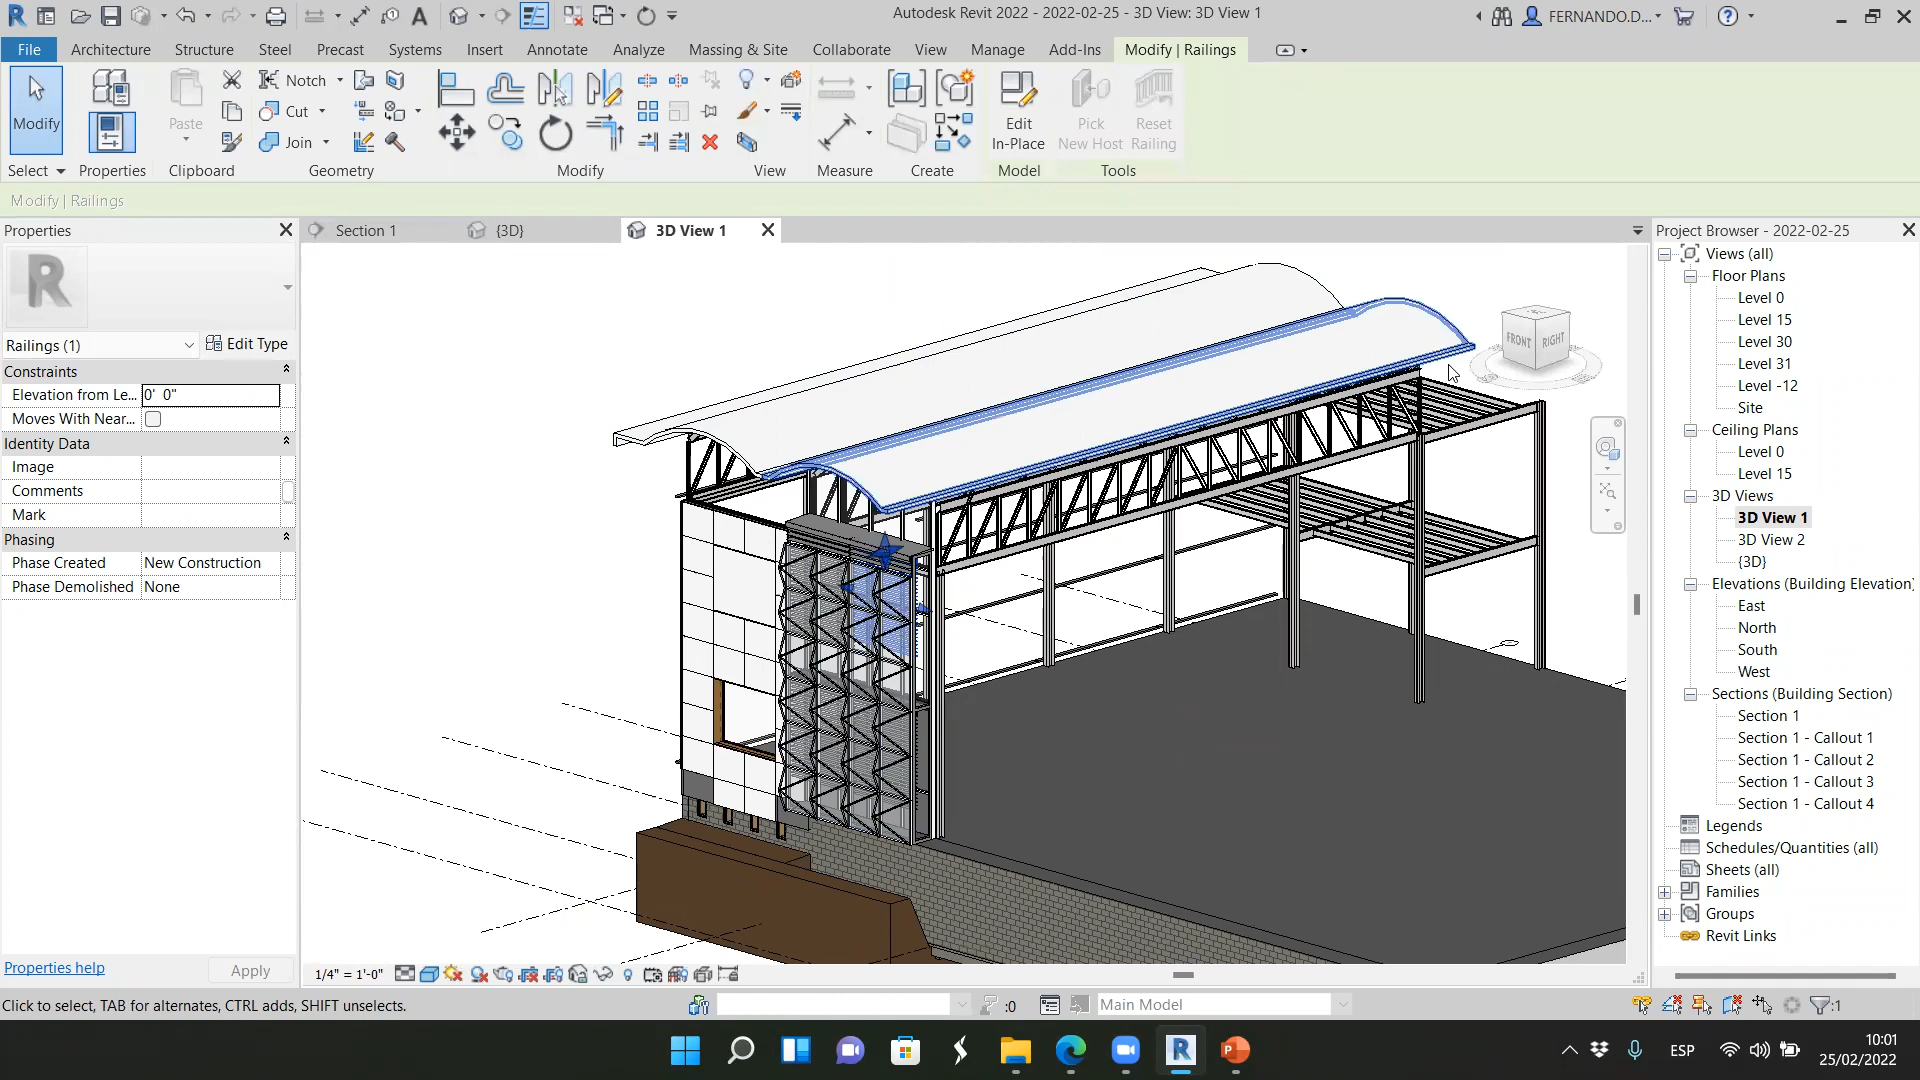 Autodesk Revit 2022 - 2022-02-25 - 3D View: 3D View 1
FERNANDO.D...
File
Architecture
Structure
Steel
Precast
Systems
Insert
Annotate
Analyze
Massing & Site
Collaborate
View
Manage
Add-Ins
Modify | Railings
Modify
Paste
Notch
Cut
Join
Edit
In-Place
Pick
New Host
Reset
Railing
Select
Properties
Clipboard
Geometry
Modify
View
Measure
Create
Model
Tools
Modify | Railings
Properties
Section 1
{3D}
3D View 1
Project Browser - 2022-02-25
R
Railings (1)
Edit Type
Constraints
Elevation from Le...
0'  0"
Moves With Near...
Identity Data
Image
Comments
Mark
Phasing
Phase Created
New Construction
Phase Demolished
None
Properties help
Apply
FRONT
RIGHT
Views (all)
Floor Plans
Level 0
Level 15
Level 30
Level 31
Level -12
Site
Ceiling Plans
Level 0
Level 15
3D Views
3D View 1
3D View 2
{3D}
Elevations (Building Elevation)
East
North
South
West
Sections (Building Section)
Section 1
Section 1 - Callout 1
Section 1 - Callout 2
Section 1 - Callout 3
Section 1 - Callout 4
Legends
Schedules/Quantities (all)
Sheets (all)
Families
Groups
Revit Links
1/4" = 1'-0"
Click to select, TAB for alternates, CTRL adds, SHIFT unselects.
:0
Main Model
:1
ESP
10:01
25/02/2022